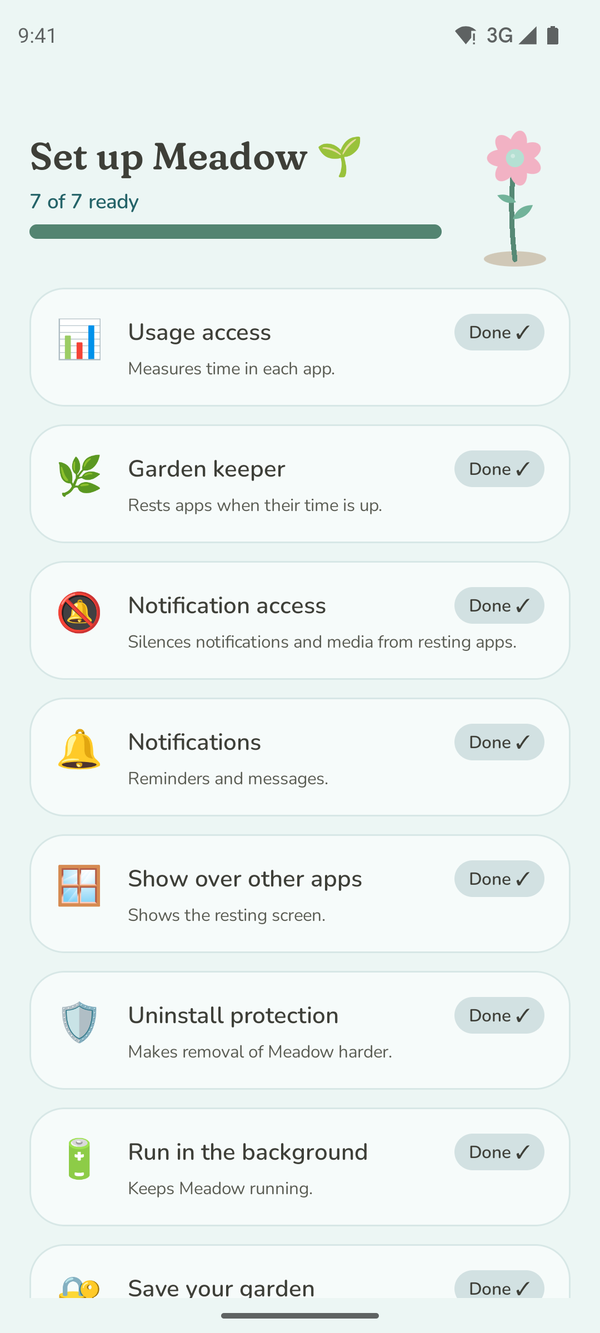 9:41
3G
Set up Meadow 🌱
7 of 7 ready
Usage access
Done ✓
Measures time in each app.
Garden keeper
Done ✓
Rests apps when their time is up.
Notification access
Done ✓
Silences notifications and media from resting apps.
Notifications
Done ✓
Reminders and messages.
Show over other apps
Done ✓
Shows the resting screen.
Uninstall protection
Done ✓
Makes removal of Meadow harder.
Run in the background
Done ✓
Keeps Meadow running.
Save your garden
Done ✓